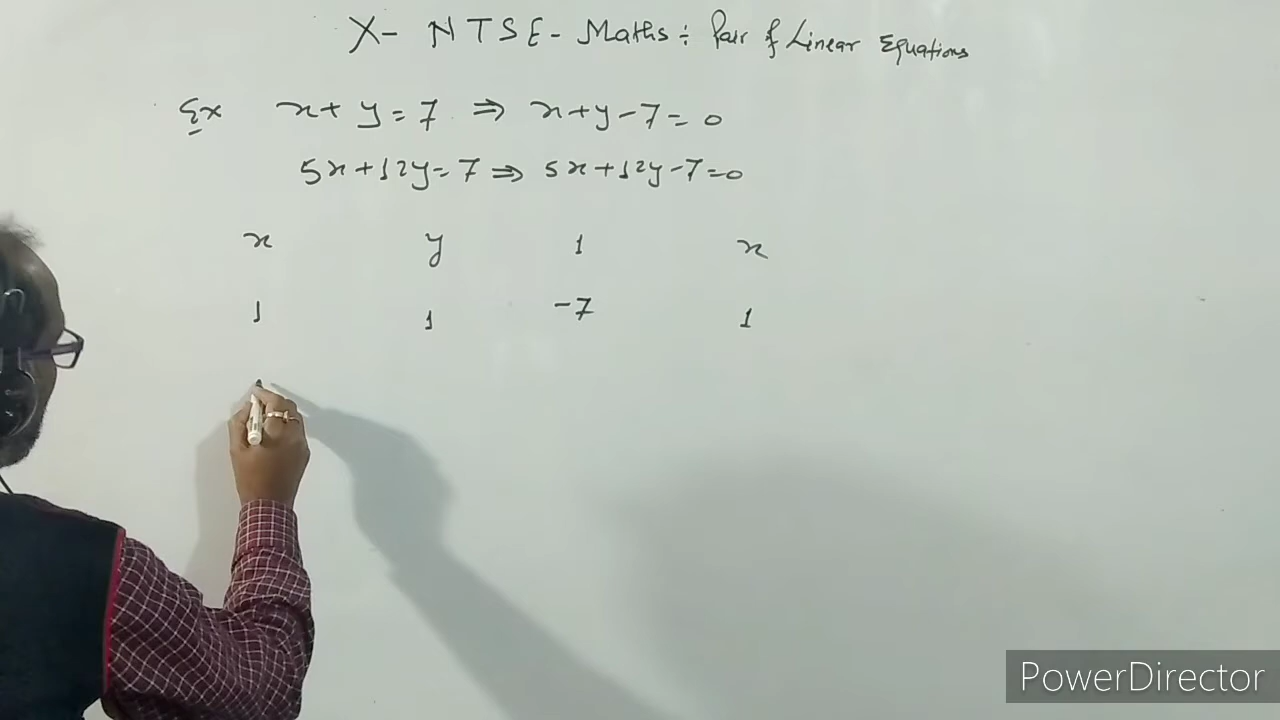 X- NTSE- Maths ÷ Pair of Linear Equations
Ex x + y = 7 ⇒ x + y - 7 = 0
5x + 12y = 7 ⇒ 5x + 12y - 7 = 0
x y 1 x
1 1 -7 1
PowerDirector